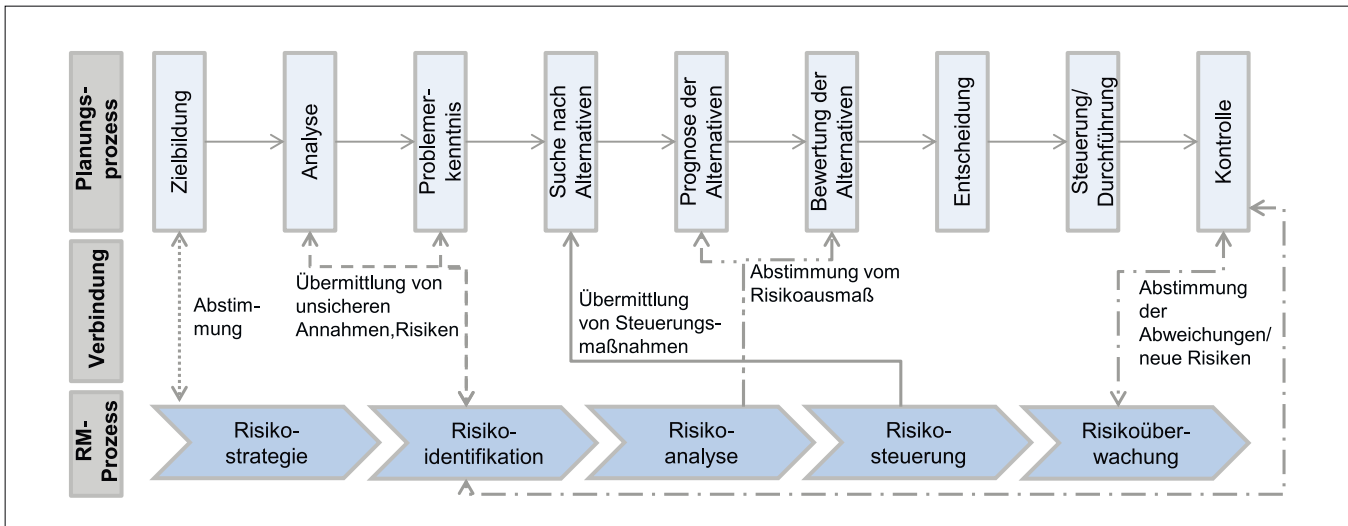 Planungs-
prozess
Zielbildung
Analyse
Problemer-
kenntnis
Suche nach
Alternativen
Prognose der
Alternativen
Bewertung der
Alternativen
Entscheidung
Steuerung/
Durchführung
Kontrolle
Verbindung
Abstim-
mung
Übermittlung von
unsicheren
Annahmen,Risiken
Übermittlung
von Steuerungs-
maßnahmen
Abstimmung vom
Risikoausmaß
Abstimmung
der
Abweichungen/
neue Risiken
RM-
Prozess
Risiko-
strategie
Risiko-
identifikation
Risiko-
analyse
Risiko-
steuerung
Risikoüber-
wachung